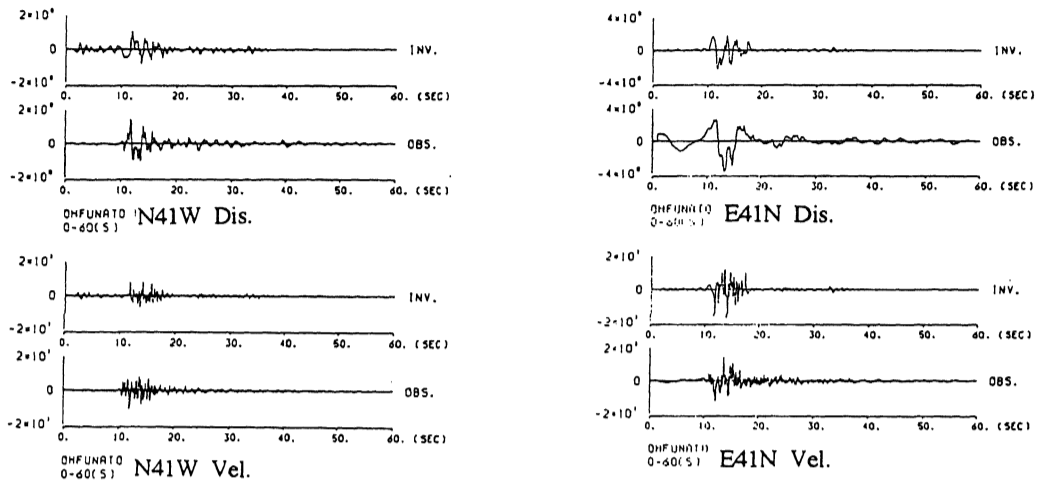 2×10⁰
0
INV.
-2×10⁰
0. 10. 20. 30. 40. 50. 60. (SEC)
2×10⁰
0
OBS.
-2×10⁰
0. 10. 20. 30. 40. 50. 60. (SEC)
OHFUNATO N41W Dis.
0-60(S)
4×10⁰
0
INV.
-4×10⁰
0. 10. 20. 30. 40. 50. 60. (SEC)
4×10⁰
0
OBS.
-4×10⁰
0. 10. 20. 30. 40. 50. 60. (SEC)
OHFUNATO E41N Dis.
0-60(S)
2×10¹
0
INV.
-2×10¹
0. 10. 20. 30. 40. 50. 60. (SEC)
2×10¹
0
OBS.
-2×10¹
0. 10. 20. 30. 40. 50. 60. (SEC)
OHFUNATO N41W Vel.
0-60(S)
2×10¹
0
INV.
-2×10¹
0. 10. 20. 30. 40. 50. 60. (SEC)
2×10¹
0
OBS.
-2×10¹
0. 10. 20. 30. 40. 50. 60. (SEC)
OHFUNATO E41N Vel.
0-60(S)